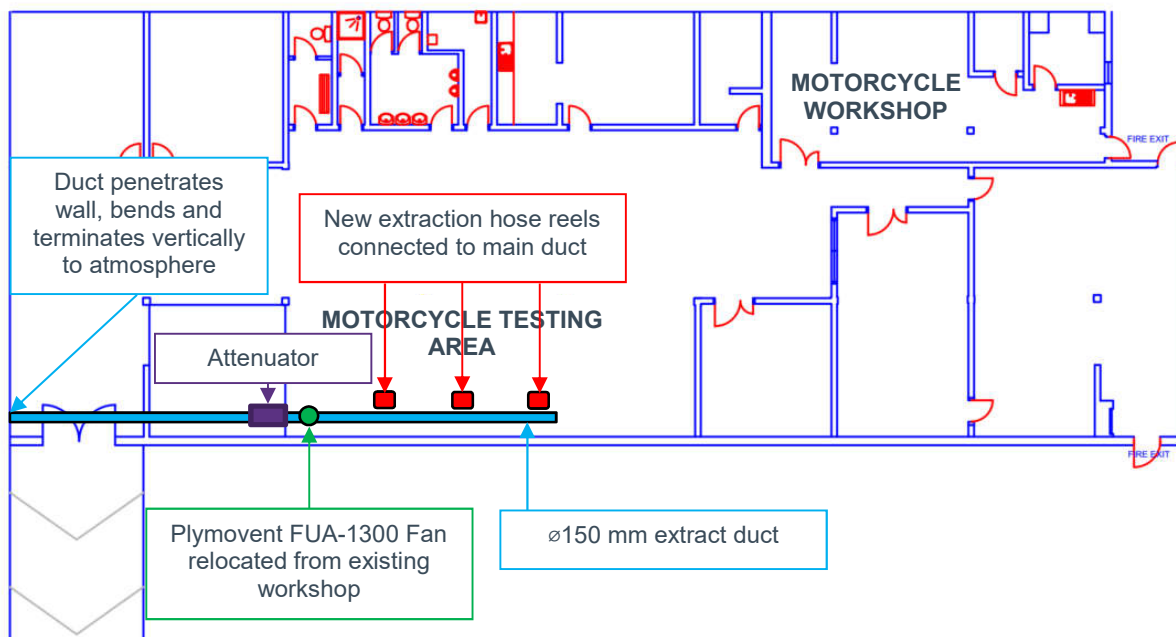 MOTORCYCLE
WORKSHOP
FIRE EXIT
Duct penetrates
wall, bends and
terminates vertically
to atmosphere
New extraction hose reels
connected to main duct
MOTORCYCLE TESTING
AREA
Attenuator
FIRE EXIT
Plymovent FUA-1300 Fan
relocated from existing
workshop
⌀150 mm extract duct